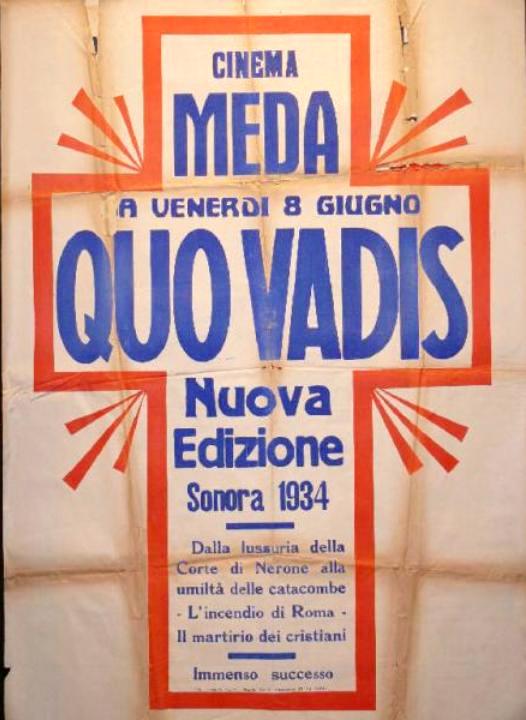 CINEMA
MEDA
A VENERDI 8 GIUGNO
QUO VADIS
Nuova
Edizione
Sonora 1934
Dalla lussuria della
Corte di Nerone alla
umiltà delle catacombe
- L'incendio di Roma -
Il martirio dei cristiani
Immenso successo